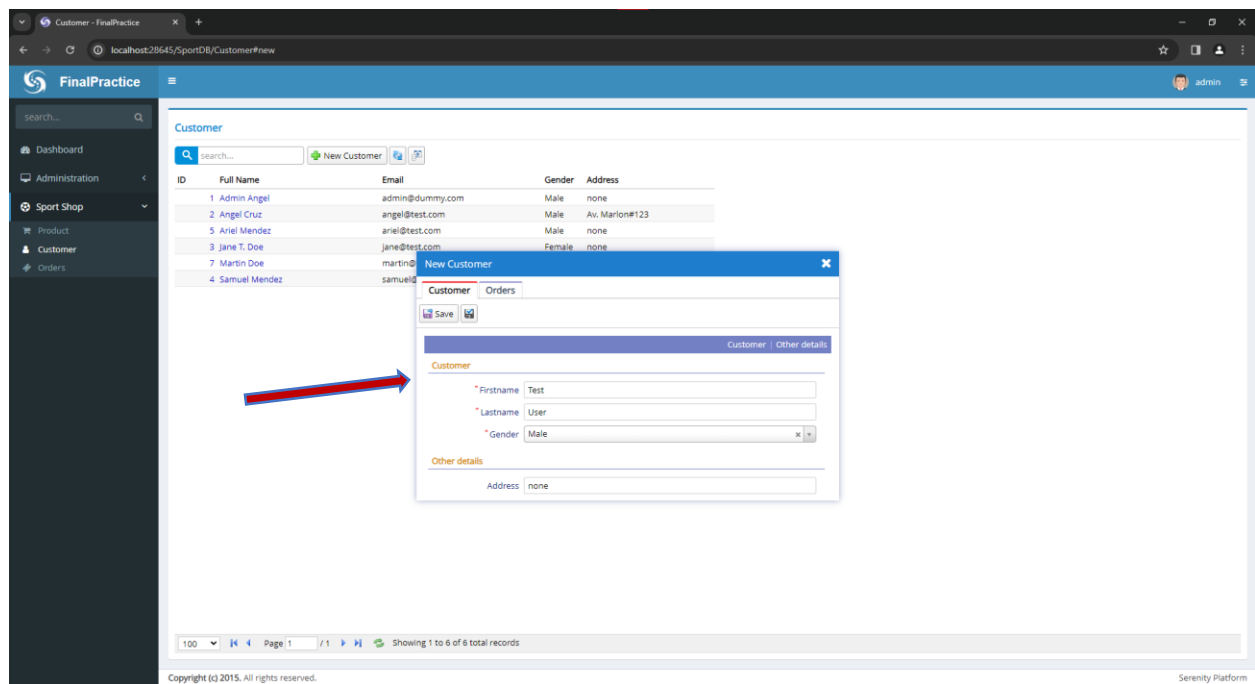 Customer - FinalPractice
localhost:28645/SportDB/Customer#new
FinalPractice
admin
search...
Dashboard
Administration
Sport Shop
Product
Customer
Orders
Customer
search... New Customer
ID Full Name Email Gender Address
1 Admin Angel admin@dummy.com Male none
2 Angel Cruz angel@test.com Male Av. Marlon#123
5 Ariel Mendez ariel@test.com Male none
3 Jane T. Doe jane@test.com Female none
7 Martin Doe martin@
4 Samuel Mendez samuel@
New Customer
Customer Orders
Save
Customer | Other details
Customer
*Firstname Test
*Lastname User
*Gender Male
Other details
Address none
100 Page 1 / 1 Showing 1 to 6 of 6 total records
Copyright (c) 2015. All rights reserved. Serenity Platform